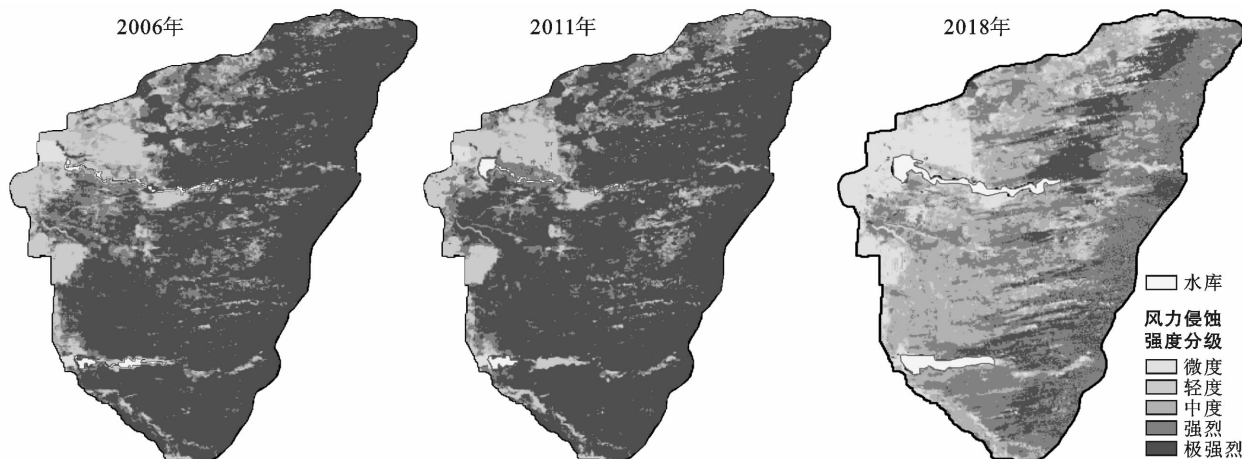 2006年
2011年
2018年
水库
风力侵蚀
强度分级
微度
轻度
中度
强烈
极强烈